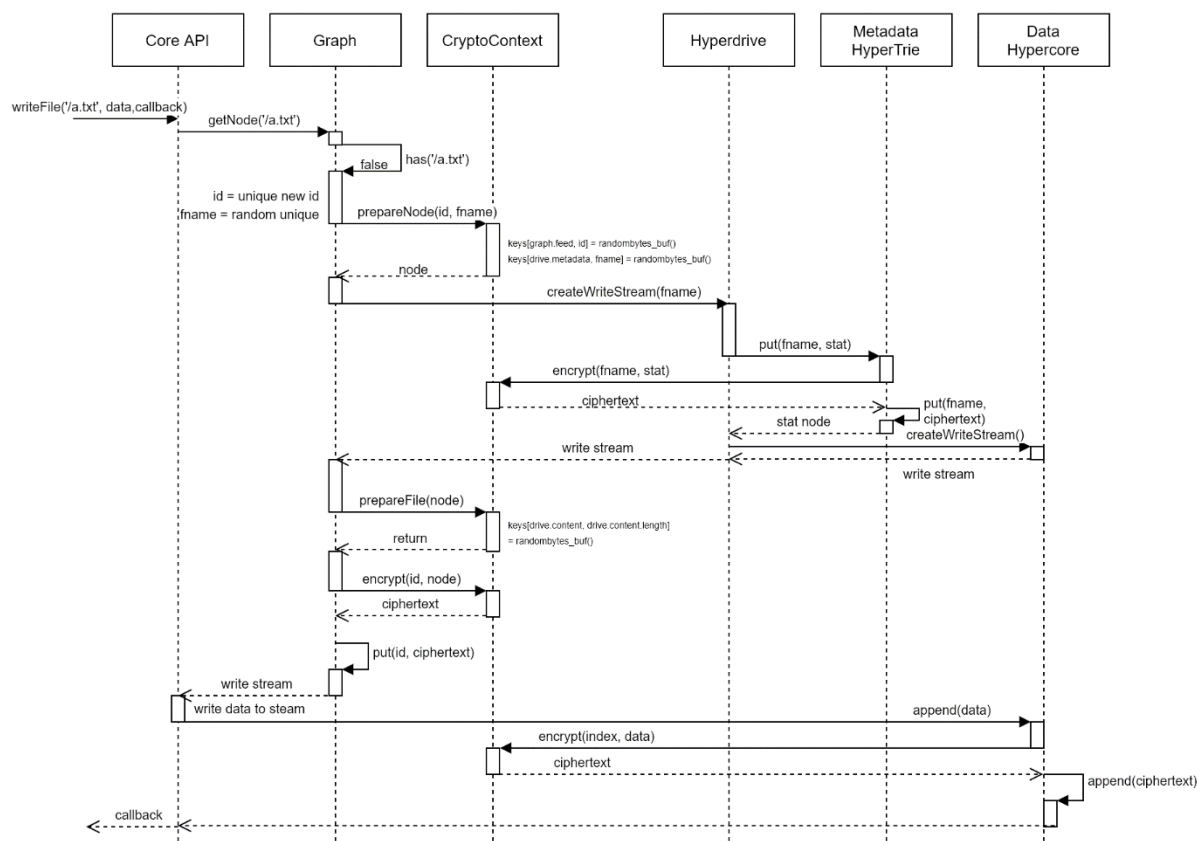 Core API
Graph
CryptoContext
Hyperdrive
Metadata
HyperTrie
Data
Hypercore
writeFile('/a.txt', data,callback)
getNode('/a.txt')
has('/a.txt')
false
id = unique new id
fname = random unique
prepareNode(id, fname)
keys[graph.feed, id] = randombytes_buf()
keys[drive.metadata, fname] = randombytes_buf()
node
createWriteStream(fname)
put(fname, stat)
encrypt(fname, stat)
ciphertext
put(fname,
ciphertext)
stat node
createWriteStream()
write stream
write stream
prepareFile(node)
keys[drive.content, drive.content.length]
= randombytes_buf()
return
encrypt(id, node)
ciphertext
put(id, ciphertext)
write stream
write data to steam
append(data)
encrypt(index, data)
ciphertext
append(ciphertext)
callback